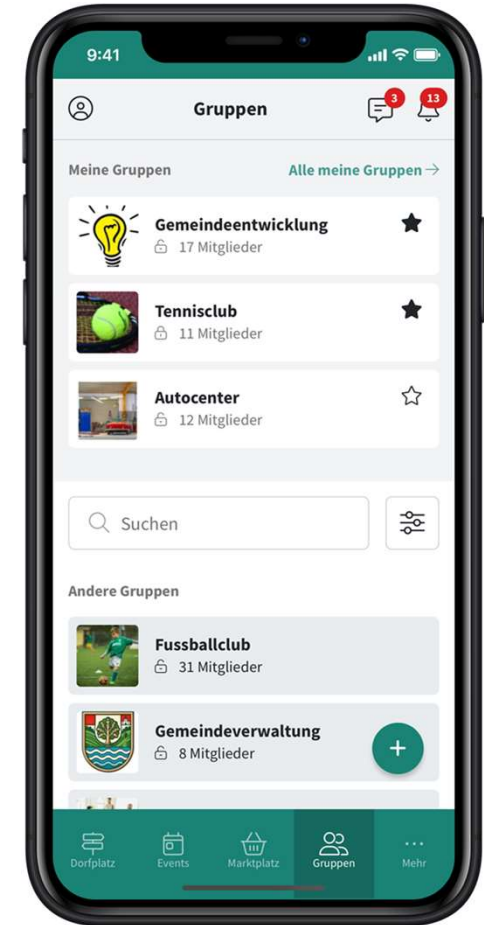 9:41
Gruppen
3
13
Meine Gruppen
Alle meine Gruppen →
Gemeindeentwicklung
17 Mitglieder
Tennisclub
11 Mitglieder
Autocenter
12 Mitglieder
Suchen
Andere Gruppen
Fussballclub
31 Mitglieder
Gemeindeverwaltung
8 Mitglieder
+
Dorfplatz
Events
Marktplatz
Gruppen
Mehr